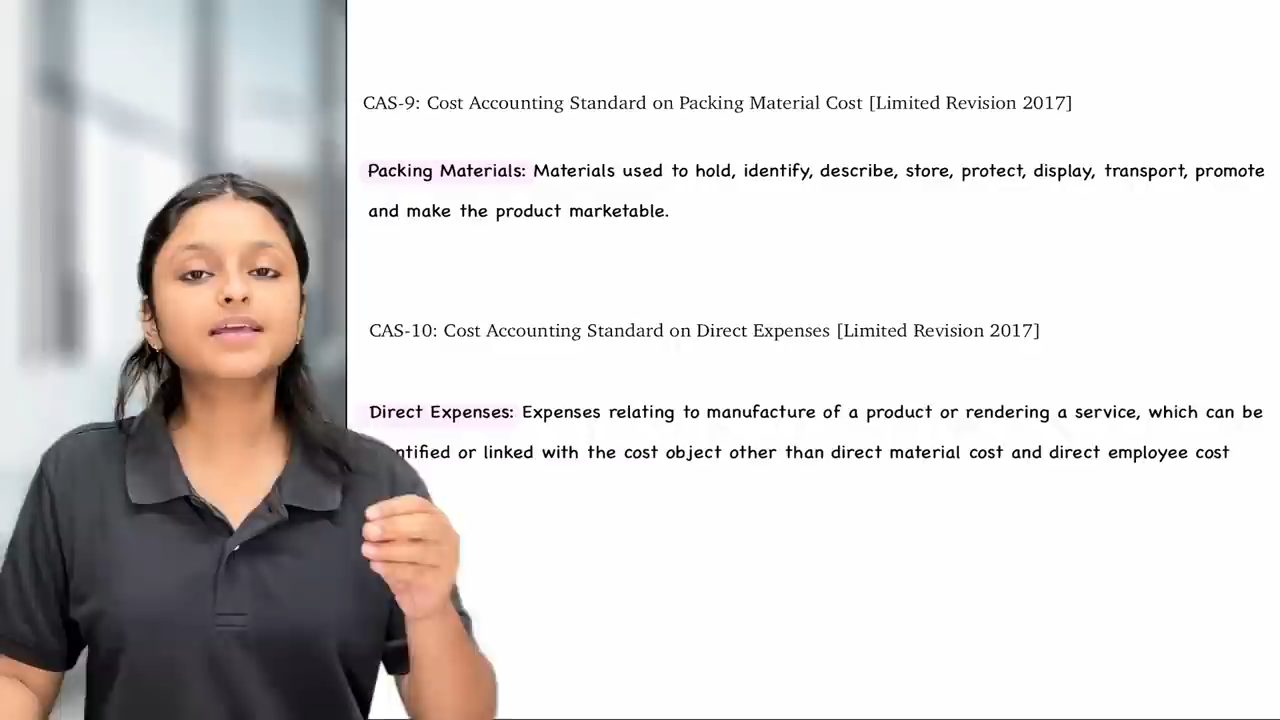 CAS-9: Cost Accounting Standard on Packing Material Cost [Limited Revision 2017]
Packing Materials: Materials used to hold, identify, describe, store, protect, display, transport, promote
and make the product marketable.
CAS-10: Cost Accounting Standard on Direct Expenses [Limited Revision 2017]
Direct Expenses: Expenses relating to manufacture of a product or rendering a service, which can be
or linked with the cost object other than direct material cost and direct employee cost